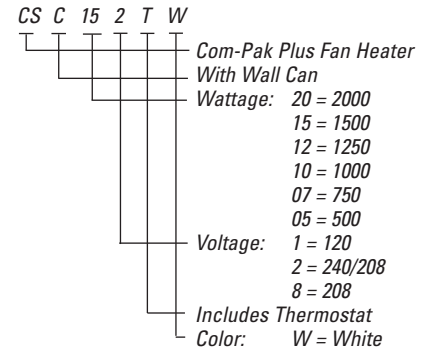 CS C 15 2 T W
Com-Pak Plus Fan Heater
With Wall Can
Wattage: 20 = 2000
15 = 1500
12 = 1250
10 = 1000
07 = 750
05 = 500
Voltage: 1 = 120
2 = 240/208
8 = 208
Includes Thermostat
Color: W = White